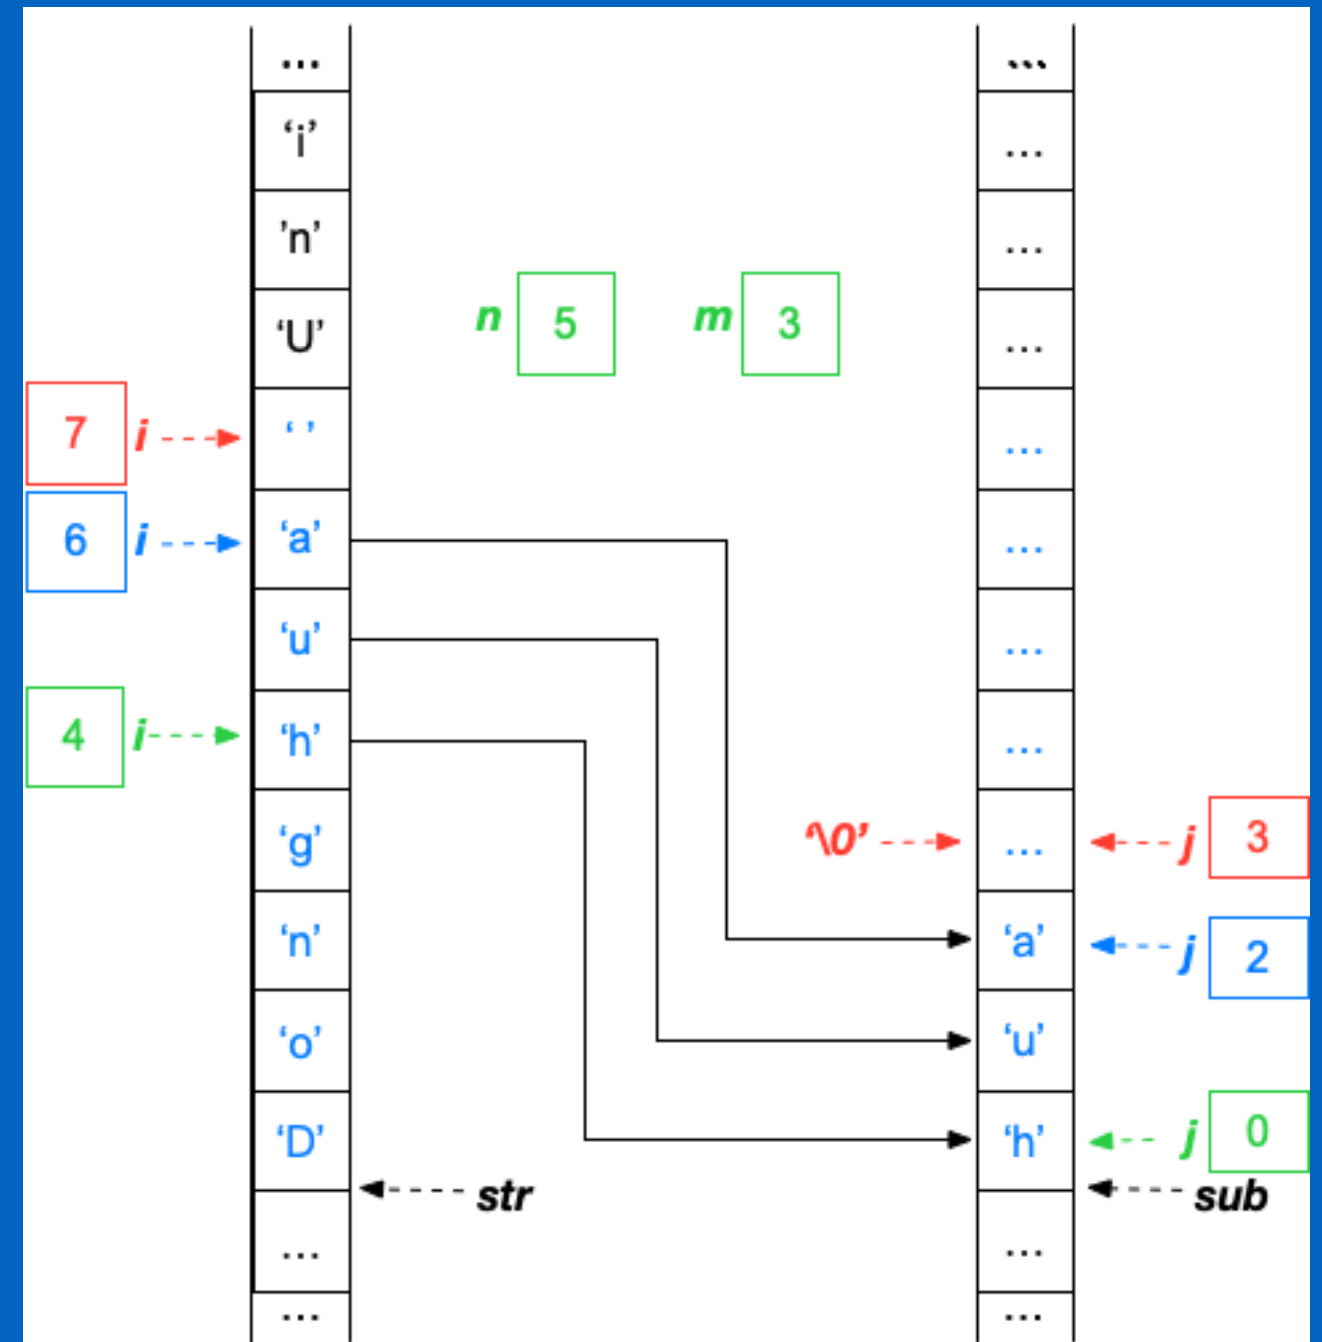 ... ...
‘i’ ...
’n’ ...
n 5 m 3
‘U’ ...
7 i ‘ ’ ...
6 i ‘a’ ...
‘u’ ...
4 i ‘h’ ...
‘g’ ‘\0’ ... j 3
‘n’ ‘a’ j 2
‘o’ ‘u’
‘D’ ‘h’ j 0
str sub
... ...
... ...